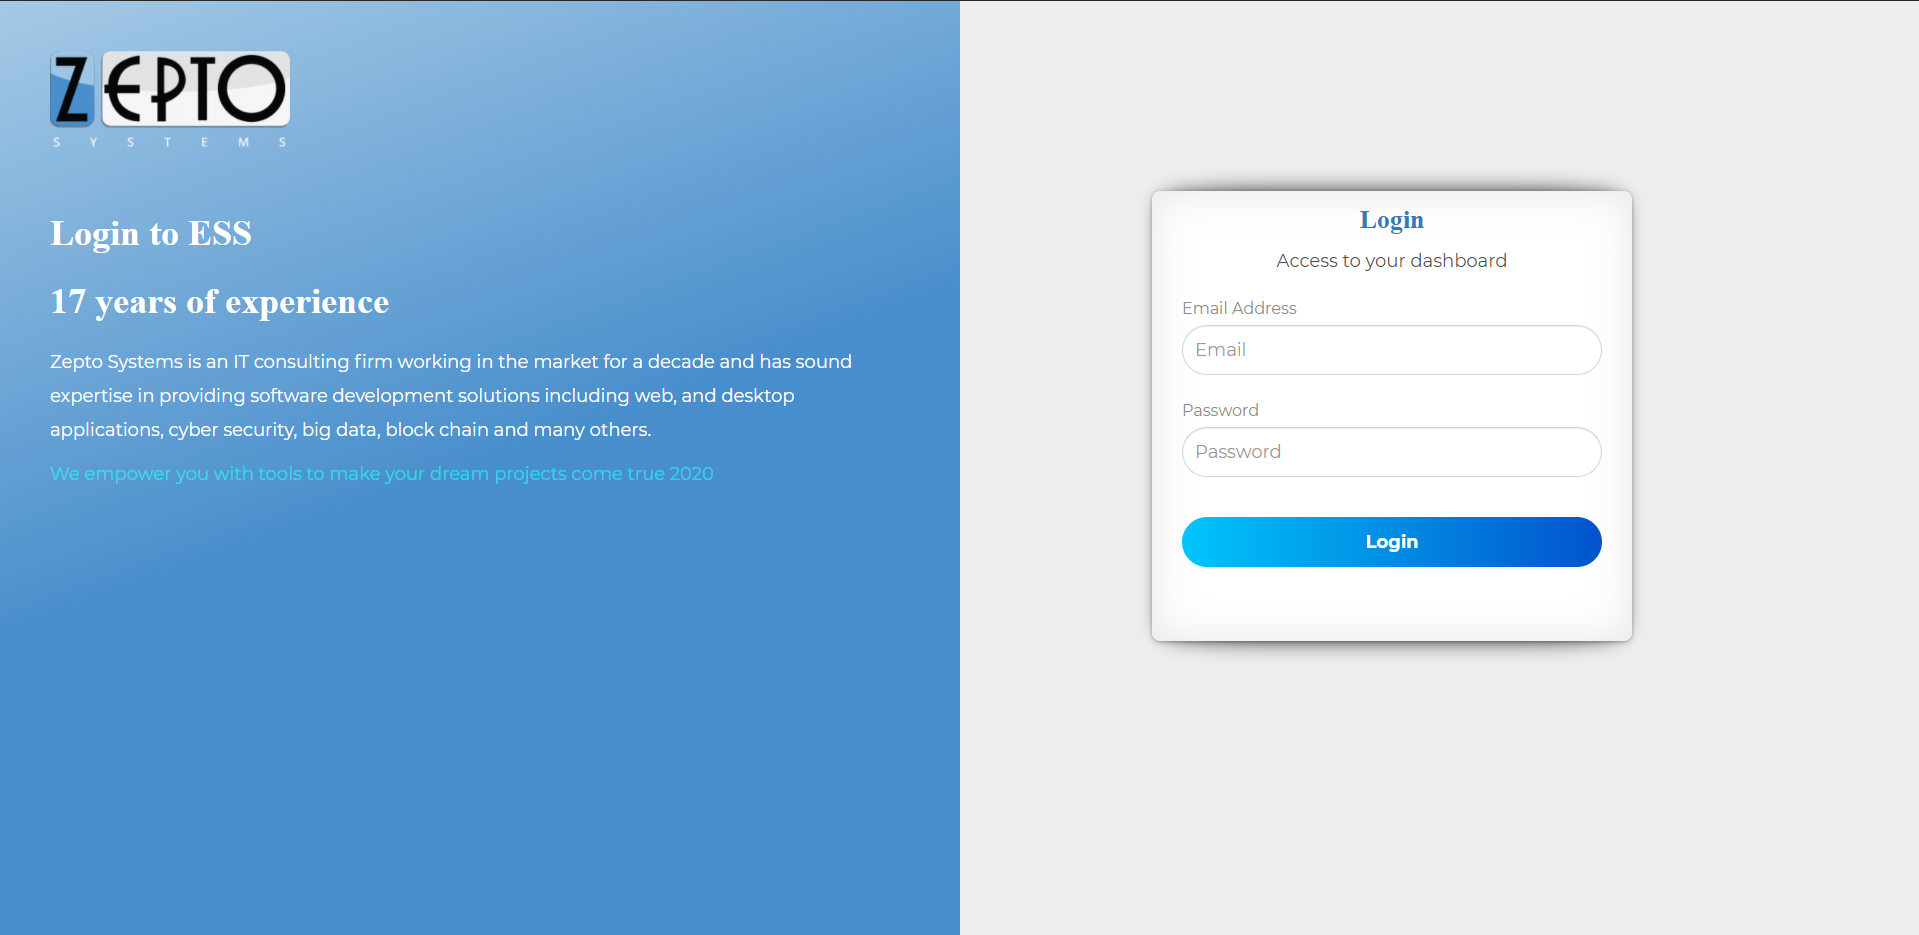 ZEPTO
SYSTEMS
Login to ESS
17 years of experience
Zepto Systems is an IT consulting firm working in the market for a decade and has sound
expertise in providing software development solutions including web, and desktop
applications, cyber security, big data, block chain and many others.
We empower you with tools to make your dream projects come true 2020
Login
Access to your dashboard
Email Address
Email
Password
Password
Login